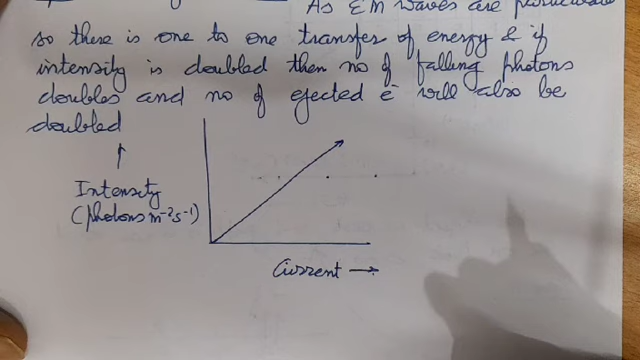 As EM waves are particulate
so there is one to one transfer of energy & if
intensity is doubled then no of falling photons
doubles and no of ejected e⁻ will also be
doubled
Intensity
(photons m⁻²s⁻¹)
Current →